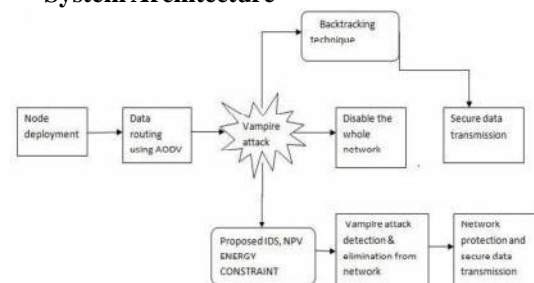 System Architecture
Backtracking
technique
Node
deployment
Data
routing
using AODV
Vampire
attack
Disable the
whole
network
Secure data
transmission
Proposed IDS, NPV
ENERGY
CONSTRAINT
Vampire attack
detection &
elimination from
network
Network
protection and
secure data
transmission